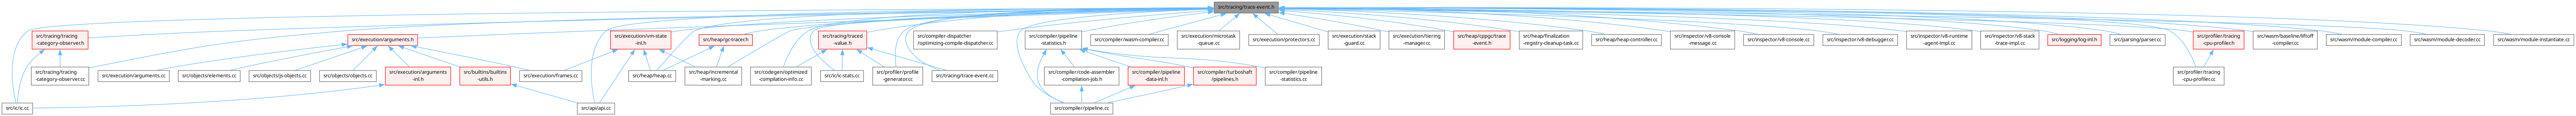 src/tracing/trace-event.h
src/tracing/tracing
-category-observer.h
src/execution/arguments.h
src/execution/vm-state
-inl.h
src/heap/gc-tracer.h
src/tracing/traced
-value.h
src/compiler-dispatcher
/optimizing-compile-dispatcher.cc
src/compiler/pipeline
-statistics.h
src/compiler/wasm-compiler.cc
src/execution/microtask
-queue.cc
src/execution/protectors.cc
src/execution/stack
-guard.cc
src/execution/tiering
-manager.cc
src/heap/cppgc/trace
-event.h
src/heap/finalization
-registry-cleanup-task.cc
src/heap/heap-controller.cc
src/inspector/v8-console
-message.cc
src/inspector/v8-console.cc
src/inspector/v8-debugger.cc
src/inspector/v8-runtime
-agent-impl.cc
src/inspector/v8-stack
-trace-impl.cc
src/logging/log-inl.h
src/parsing/parser.cc
src/profiler/tracing
-cpu-profiler.h
src/wasm/baseline/liftoff
-compiler.cc
src/wasm/module-compiler.cc
src/wasm/module-decoder.cc
src/wasm/module-instantiate.cc
src/tracing/tracing
-category-observer.cc
src/execution/arguments.cc
src/objects/elements.cc
src/objects/js-objects.cc
src/objects/objects.cc
src/execution/arguments
-inl.h
src/builtins/builtins
-utils.h
src/execution/frames.cc
src/heap/heap.cc
src/heap/incremental
-marking.cc
src/codegen/optimized
-compilation-info.cc
src/ic/ic-stats.cc
src/profiler/profile
-generator.cc
src/tracing/trace-event.cc
src/compiler/code-assembler
-compilation-job.h
src/compiler/pipeline
-data-inl.h
src/compiler/turboshaft
/pipelines.h
src/compiler/pipeline
-statistics.cc
src/profiler/tracing
-cpu-profiler.cc
src/ic/ic.cc
src/api/api.cc
src/compiler/pipeline.cc